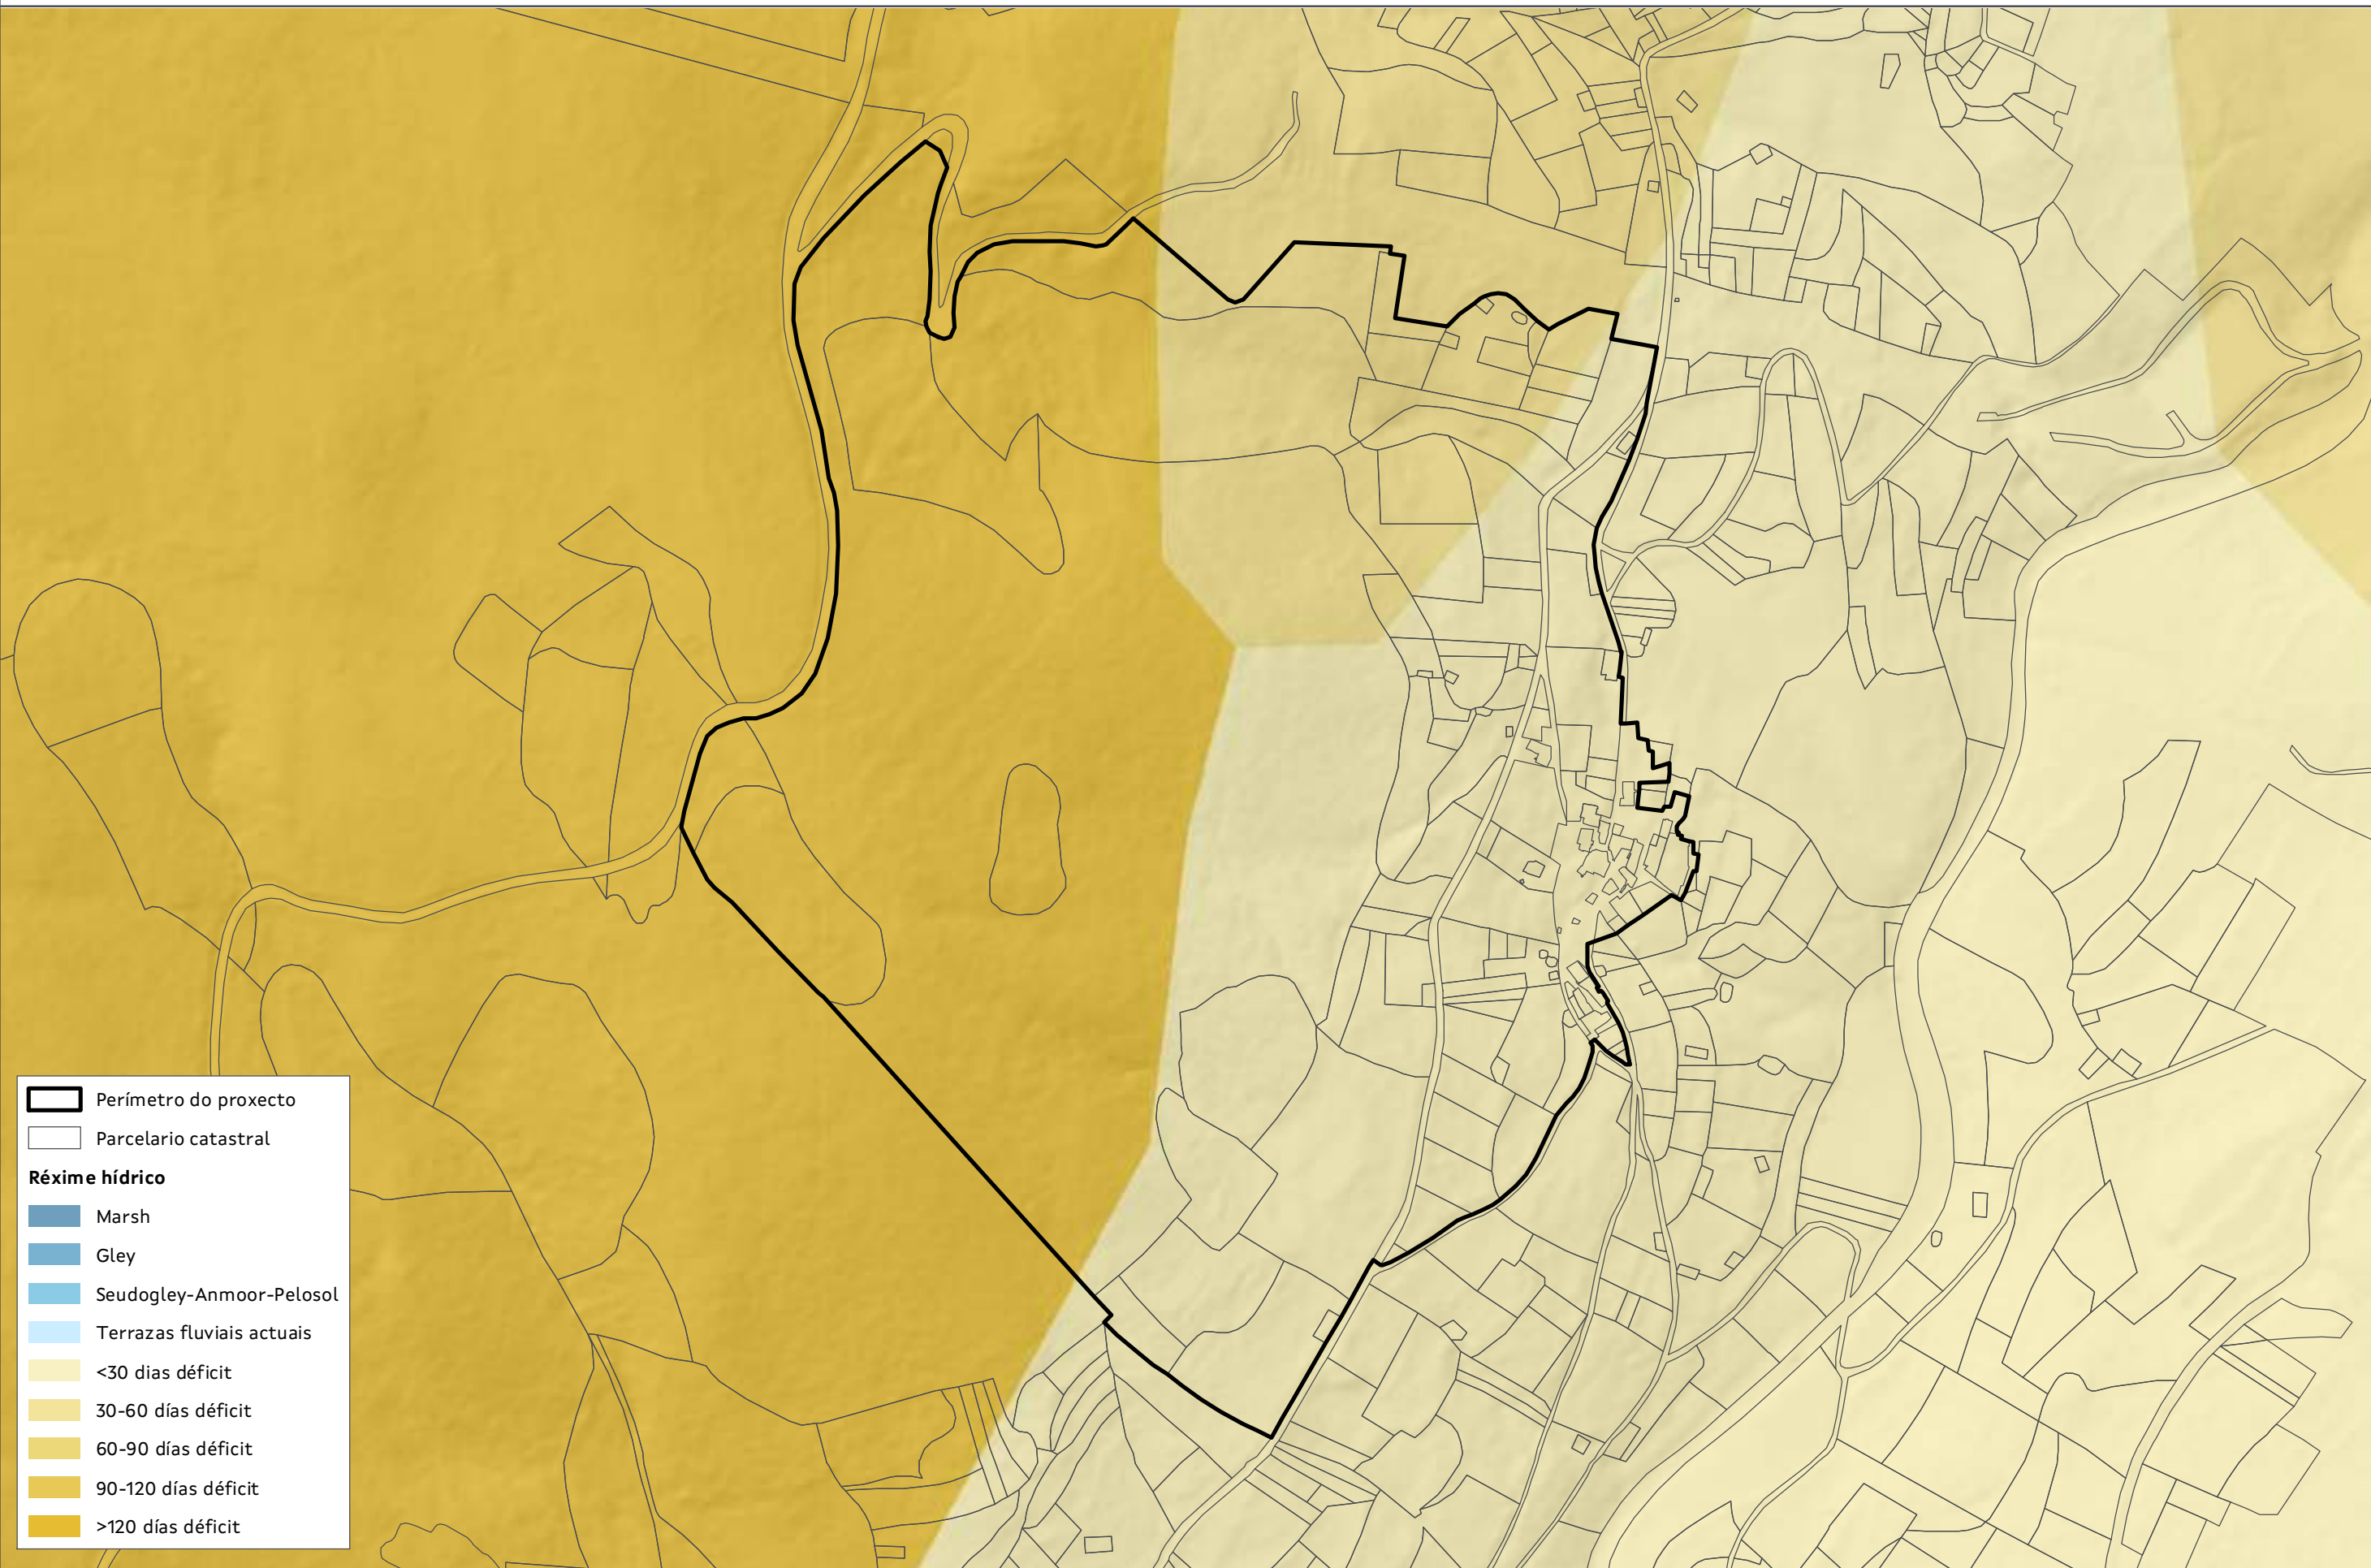 Perímetro do proxecto
Parcelario catastral
Réxime hídrico
Marsh
Gley
Seudogley-Anmoor-Pelosol
Terrazas fluviais actuais
<30 dias déficit
30-60 días déficit
60-90 días déficit
90-120 días déficit
>120 días déficit